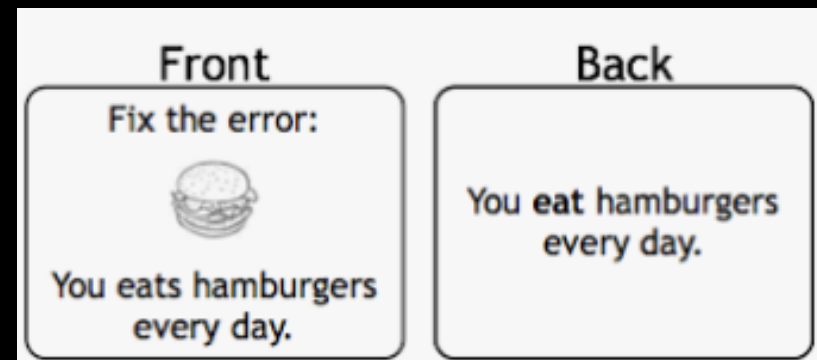 Front
Fix the error:
You eats hamburgers
every day.
Back
You eat hamburgers
every day.